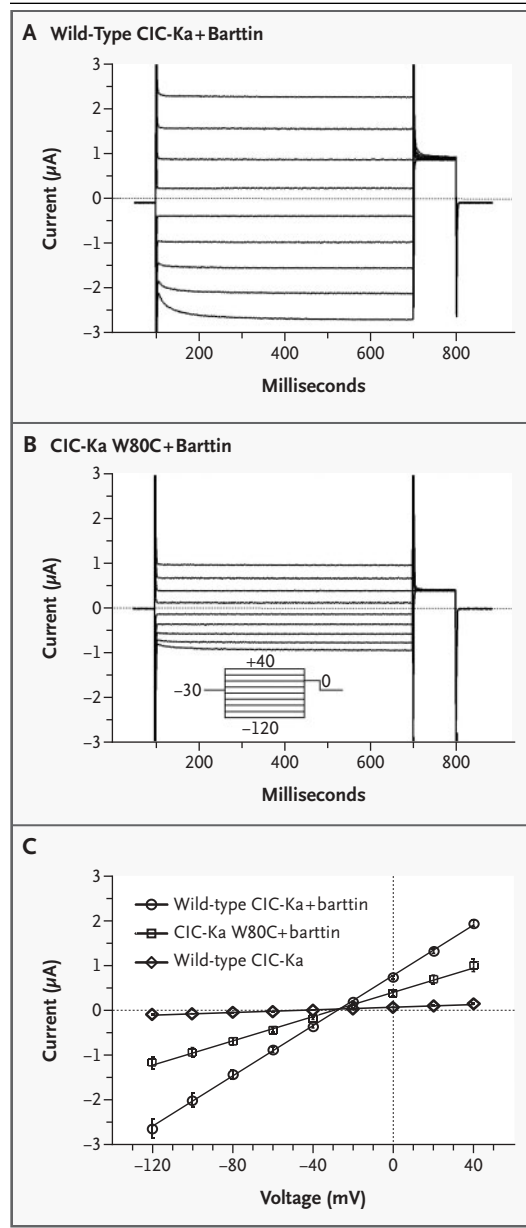 A Wild-Type ClC-Ka+Barttin
3
2
1
0
−1
−2
−3
Current (µA)
200 400 600 800
Milliseconds
B ClC-Ka W80C+Barttin
3
2
1
0
−1
−2
−3
Current (µA)
+40
−30
0
−120
200 400 600 800
Milliseconds
C
3
2
1
0
−1
−2
−3
Current (µA)
Wild-type ClC-Ka+barttin
ClC-Ka W80C+barttin
Wild-type ClC-Ka
−120 −80 −40 0 40
Voltage (mV)